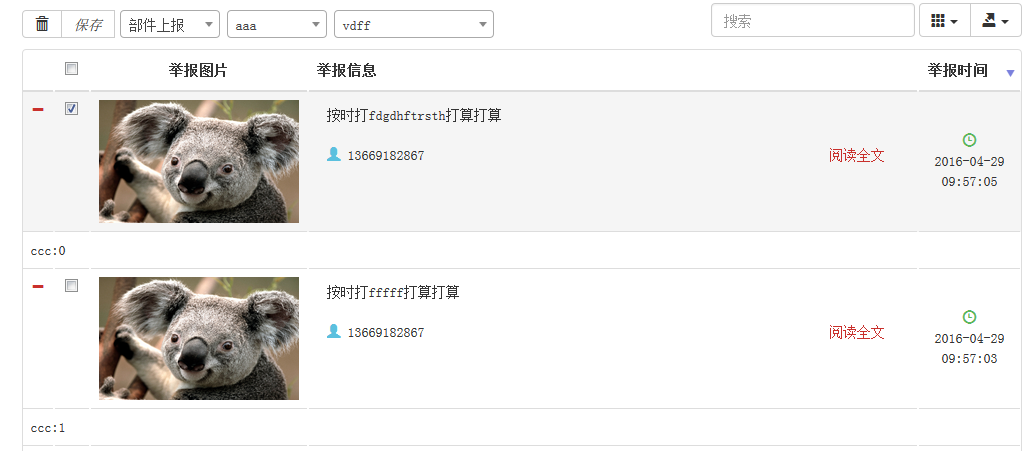 保存 部件上报 aaa vdff 搜索
举报图片 举报信息 举报时间
按时打fdgdhftrsth打算打算
13669182867 阅读全文
2016-04-29
09:57:05
ccc:0
按时打fffff打算打算
13669182867 阅读全文
2016-04-29
09:57:03
ccc:1